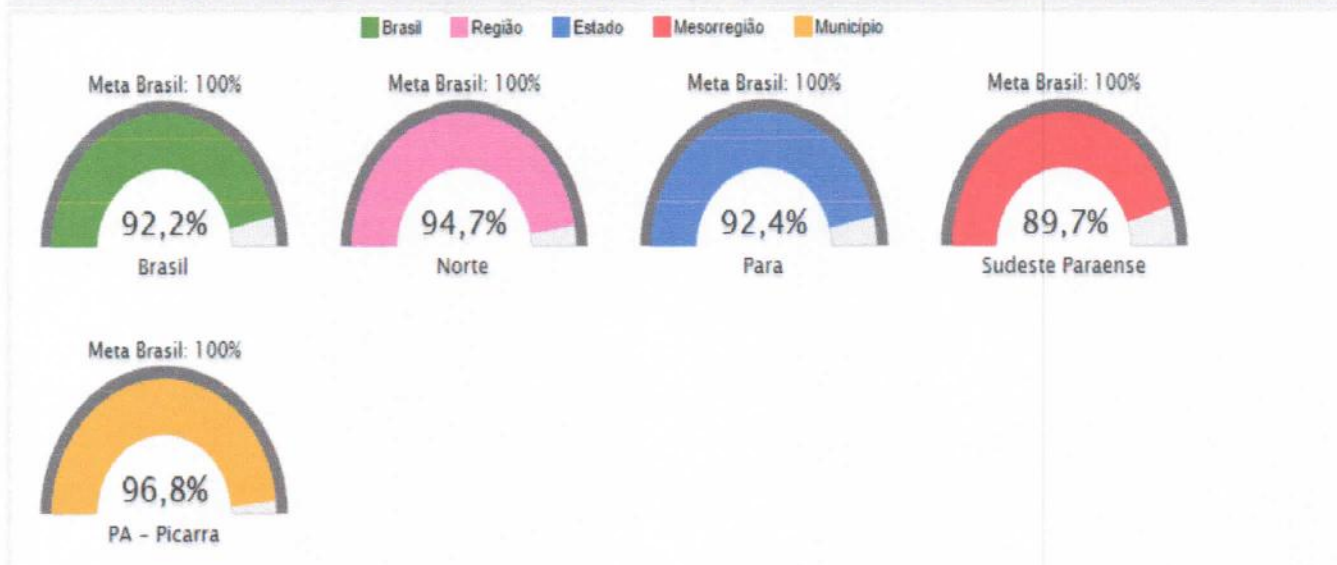 Brasil Região Estado Mesorregião Município
Meta Brasil: 100% Meta Brasil: 100% Meta Brasil: 100% Meta Brasil: 100%
92,2% 94,7% 92,4% 89,7%
Brasil Norte Para Sudeste Paraense
Meta Brasil: 100%
96,8%
PA - Picarra